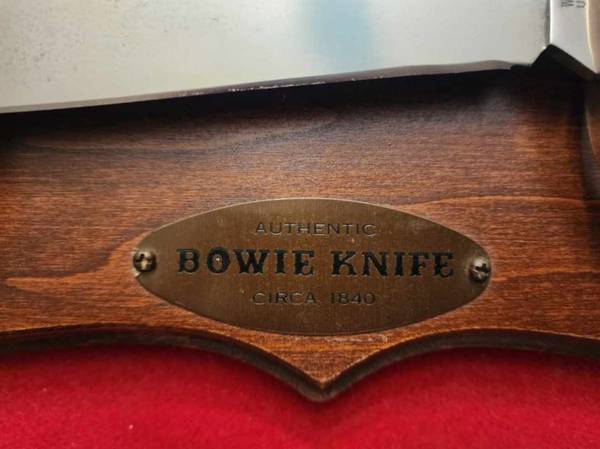 AUTHENTIC
BOWIE KNIFE
CIRCA 1840